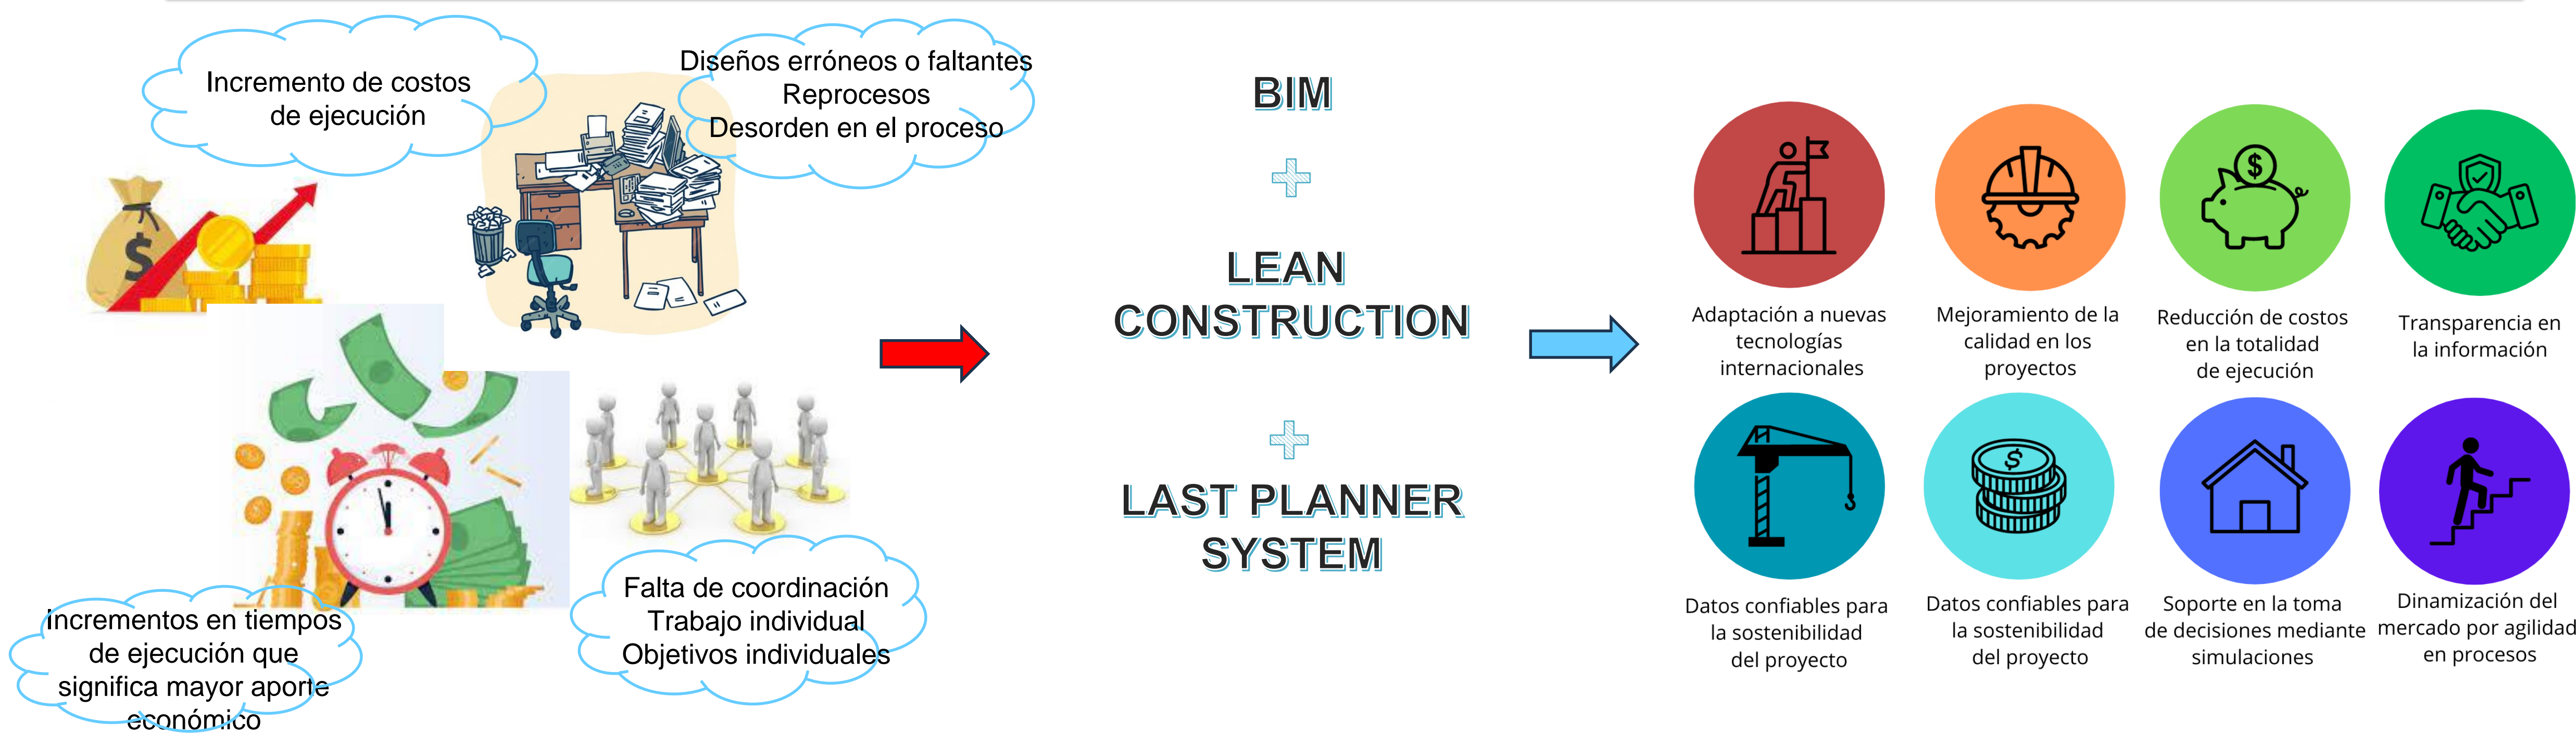 Incremento de costos
de ejecución
Diseños erróneos o faltantes
Reprocesos
Desorden en el proceso
$
Incrementos en tiempos
de ejecución que
significa mayor aporte
económico
Falta de coordinación
Trabajo individual
Objetivos individuales
BIM
+
LEAN
CONSTRUCTION
+
LAST PLANNER
SYSTEM
Adaptación a nuevas
tecnologías
internacionales
Mejoramiento de la
calidad en los
proyectos
$
Reducción de costos
en la totalidad
de ejecución
Transparencia en
la información
Datos confiables para
la sostenibilidad
del proyecto
$
Datos confiables para
la sostenibilidad
del proyecto
Soporte en la toma
de decisiones mediante
simulaciones
Dinamización del
mercado por agilidad
en procesos